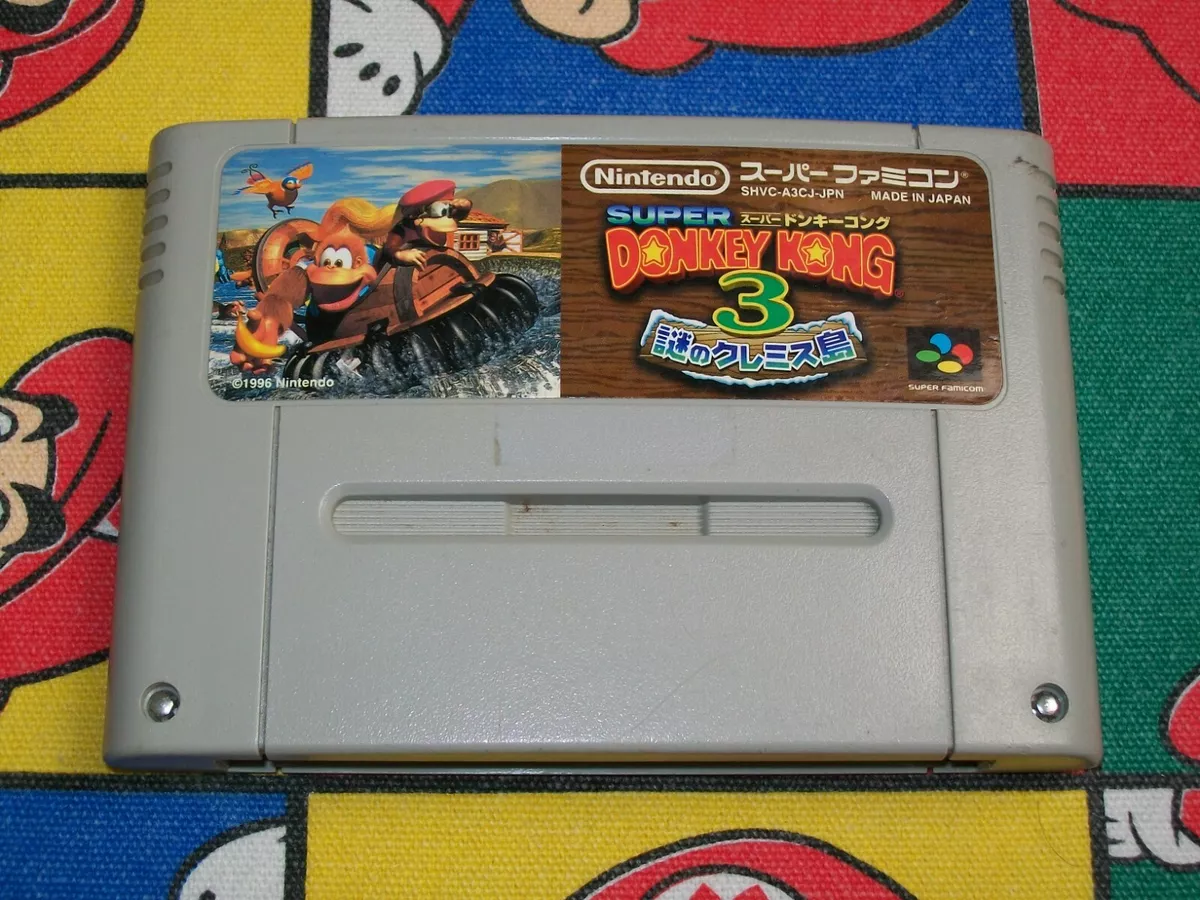 Nintendo スーパーファミコン®
SHVC-A3CJ-JPN MADE IN JAPAN
SUPER スーパードンキーコング
DONKEY KONG
3
謎のクレミス島
©1996 Nintendo
SUPER FAMICOM